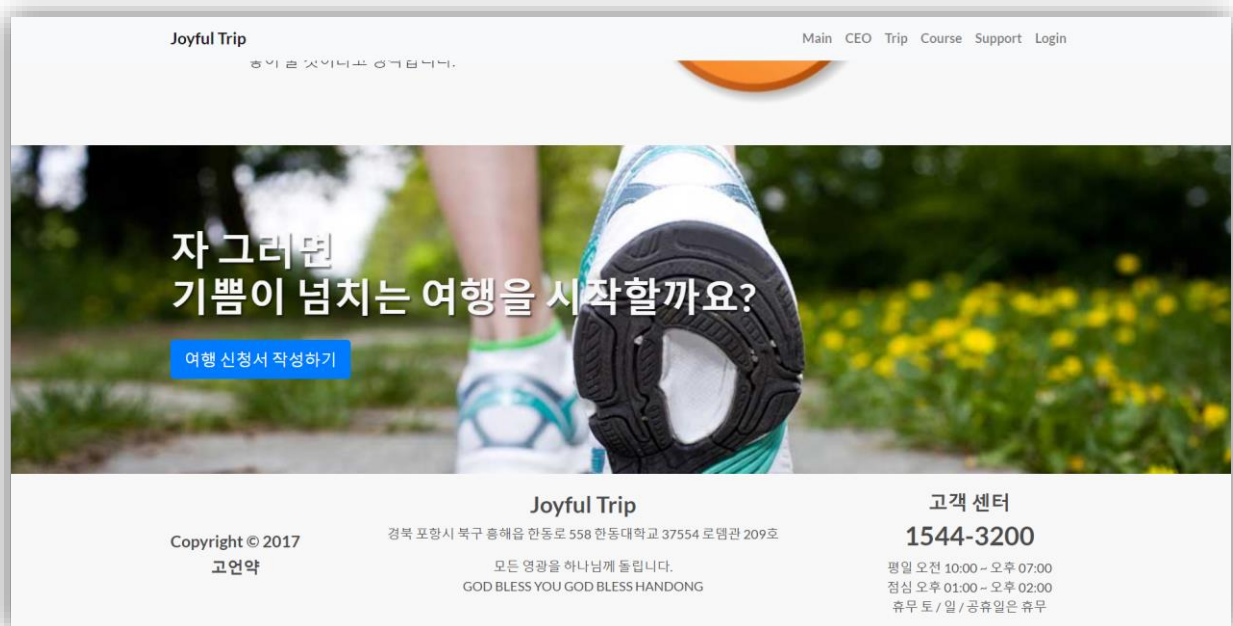 Joyful Trip
Main CEO Trip Course Support Login
자 그러면
기쁨이 넘치는 여행을 시작할까요?
여행 신청서 작성하기
Copyright © 2017
고언약
Joyful Trip
경북 포항시 북구 흥해읍 한동로 558 한동대학교 37554 로뎀관 209호
모든 영광을 하나님께 돌립니다.
GOD BLESS YOU GOD BLESS HANDONG
고객 센터
1544-3200
평일 오전 10:00 ~ 오후 07:00
점심 오후 01:00 ~ 오후 02:00
휴무 토 / 일 / 공휴일은 휴무